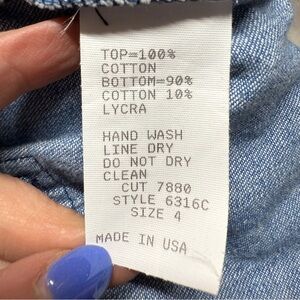 TOP=100%
COTTON
BOTTOM=90%
COTTON 10%
LYCRA
HAND WASH
LINE DRY
DO NOT DRY
CLEAN
CUT 7880
STYLE 6316C
SIZE 4
MADE IN USA